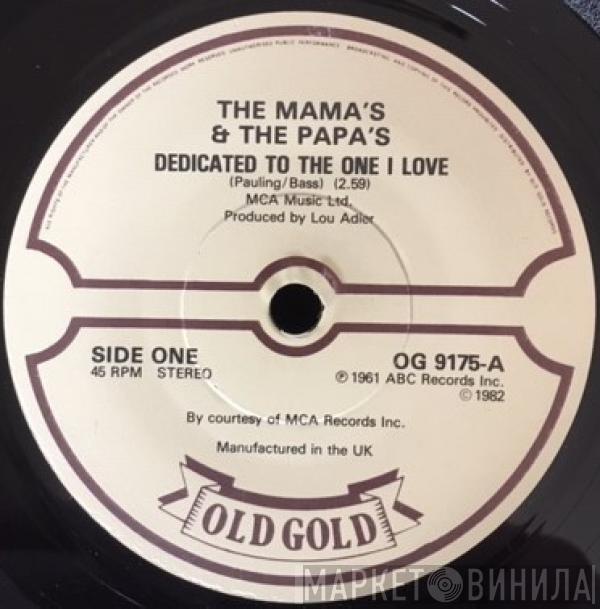 THE MAMA'S
& THE PAPA'S
DEDICATED TO THE ONE I LOVE
(Pauling/Bass) (2.59)
MCA Music Ltd.
Produced by Lou Adler
SIDE ONE
45 RPM STEREO
OG 9175-A
℗ 1961 ABC Records Inc.
© 1982
By courtesy of MCA Records Inc.
Manufactured in the UK
OLD GOLD
МАРКЕТ ВИНИЛА